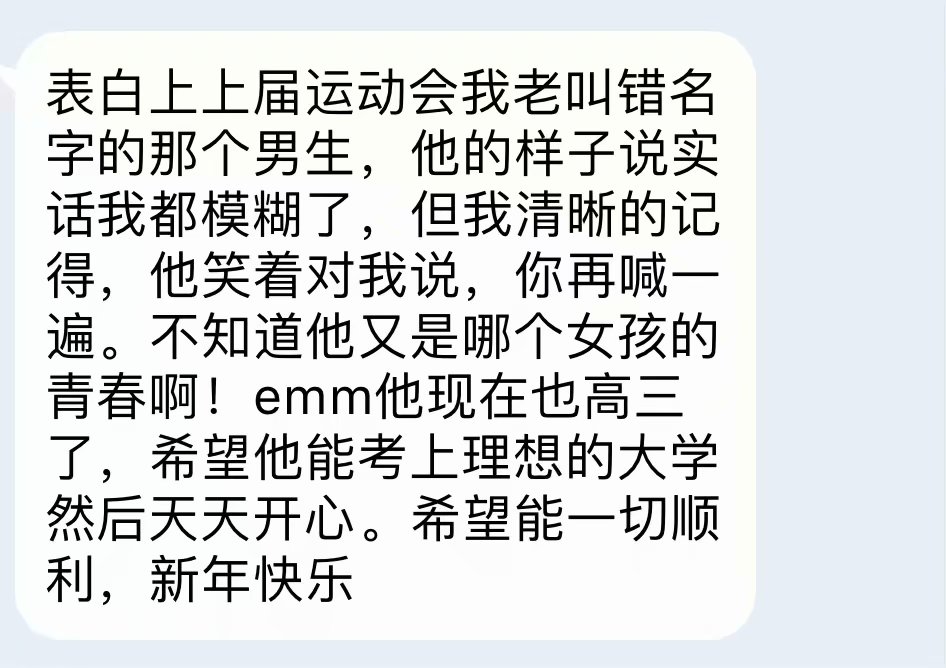 表白上上届运动会我老叫错名
字的那个男生，他的样子说实
话我都模糊了，但我清晰的记
得，他笑着对我说，你再喊一
遍。不知道他又是哪个女孩的
青春啊！emm他现在也高三
了，希望他能考上理想的大学
然后天天开心。希望能一切顺
利，新年快乐